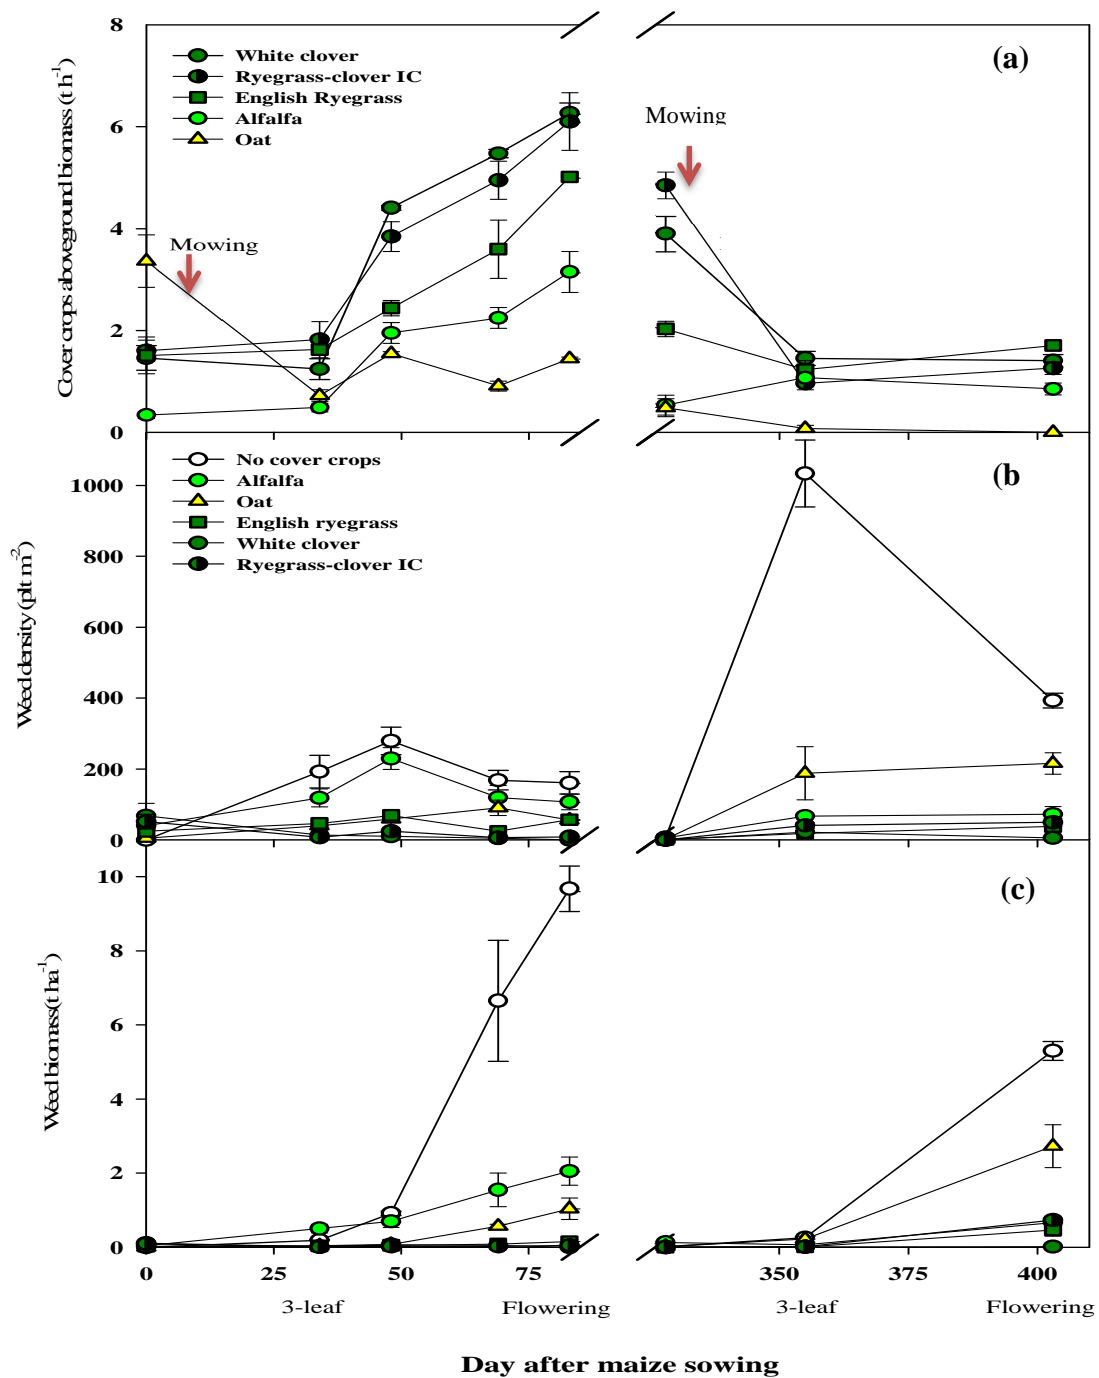 8
6
4
2
0
Cover crops aboveground biomass (t h-1)
White clover
Ryegrass-clover IC
English Ryegrass
Alfalfa
Oat
(a)
Mowing
Mowing
1000
800
600
400
200
0
Weed density (plt m-2)
No cover crops
Alfalfa
Oat
English ryegrass
White clover
Ryegrass-clover IC
(b
10
8
6
4
2
0
Weed biomass (t ha-1)
(c)
0 25 50 75 350 375 400
3-leaf Flowering 3-leaf Flowering
Day after maize sowing